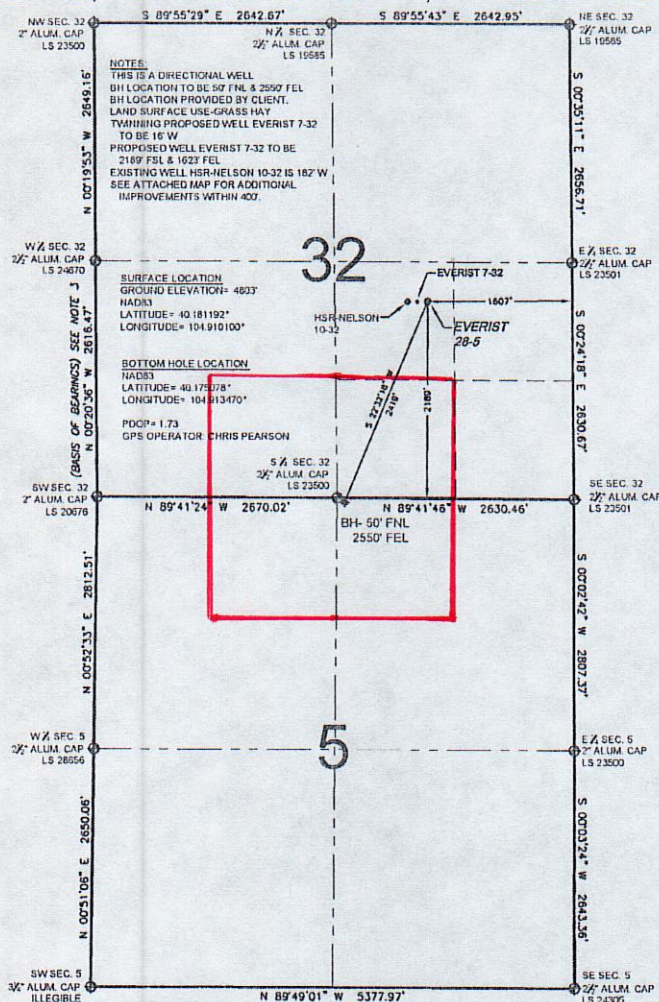 S 89°55'29" E 2642.67'
S 89°55'43" E 2642.95'
NW SEC. 32
2" ALUM. CAP
LS 23500
N ¼ SEC. 32
2½" ALUM. CAP
LS 19585
NE SEC. 32
2½" ALUM. CAP
LS 19585
NOTES:
THIS IS A DIRECTIONAL WELL
BH LOCATION TO BE 50' FNL & 2550' FEL
BH LOCATION PROVIDED BY CLIENT.
LAND SURFACE USE-GRASS HAY
TWINNING PROPOSED WELL EVERIST 7-32
TO BE 16' W
PROPOSED WELL EVERIST 7-32 TO BE
2189' FSL & 1623' FEL
EXISTING WELL HSR-NELSON 10-32 IS 182' W
SEE ATTACHED MAP FOR ADDITIONAL
IMPROVEMENTS WITHIN 400'.
N 00°19'53" W 2649.16'
S 00°35'11" E 2656.71'
W ¼ SEC. 32
2½" ALUM. CAP
LS 24670
32
E ¼ SEC. 32
2½" ALUM. CAP
LS 23501
SURFACE LOCATION
GROUND ELEVATION= 4803'
NAD83
LATITUDE= 40.181192°
LONGITUDE= 104.910100°
EVERIST 7-32
HSR-NELSON
10-32
1607'
EVERIST
28-5
BOTTOM HOLE LOCATION
NAD83
LATITUDE= 40.175078°
LONGITUDE= 104.913470°
PDOP= 1.73
GPS OPERATOR: CHRIS PEARSON
(BASIS OF BEARINGS) SEE NOTE 3
N 00°20'36" W 2616.47'
S 22°32'18" W
2418'
2189'
S 00°24'18" E 2630.67'
S ¼ SEC. 32
2½" ALUM. CAP
LS 23500
SW SEC. 32
2" ALUM. CAP
LS 20676
SE SEC. 32
2½" ALUM. CAP
LS 23501
N 89°41'24" W 2670.02'
N 89°41'46" W 2630.46'
BH- 50' FNL
2550' FEL
N 00°52'33" E 2812.51'
S 00°02'42" W 2807.37'
W ¼ SEC. 5
2½" ALUM. CAP
LS 28656
5
E ¼ SEC. 5
2" ALUM. CAP
LS 23500
N 00°51'06" E 2650.06'
S 00°03'24" W 2643.36'
SW SEC. 5
3¼" ALUM. CAP
ILLEGIBLE
N 89°49'01" W 5377.97'
SE SEC. 5
2½" ALUM. CAP
LS 24305